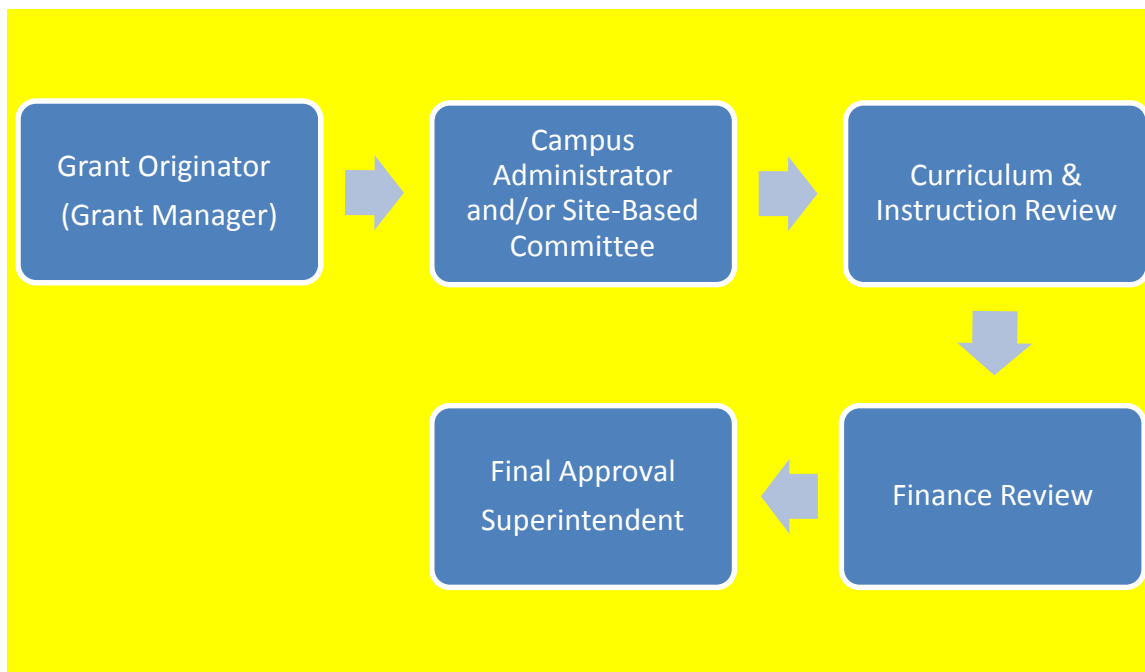 Grant Originator
(Grant Manager)
Campus
Administrator
and/or Site-Based
Committee
Curriculum &
Instruction Review
Finance Review
Final Approval
Superintendent